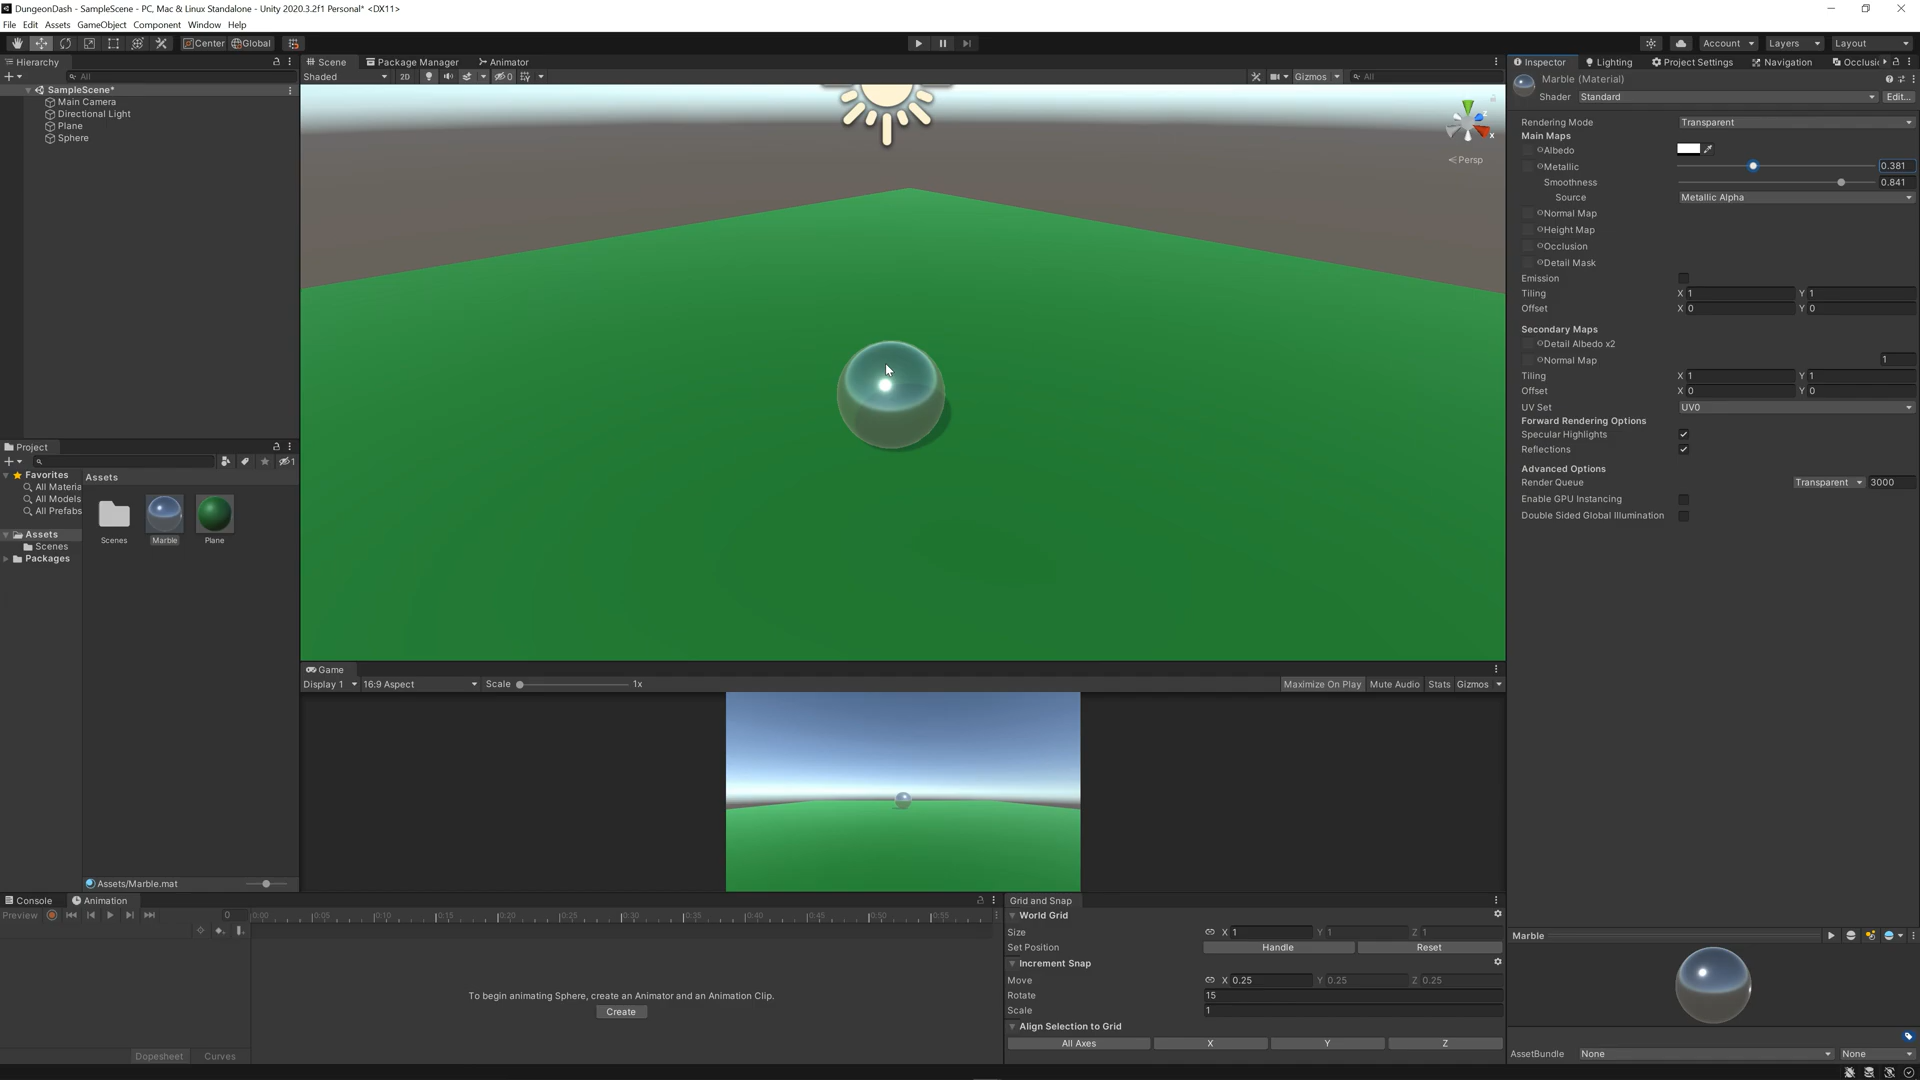 DungeonDash - SampleScene - PC, Mac & Linux Standalone - Unity 2020.3.2f1 Personal* <DX11>
File Edit Assets GameObject Component Window Help
Center Global
Account Layers Layout
Hierarchy
All
SampleScene*
Main Camera
Directional Light
Plane
Sphere
Scene Package Manager Animator
Shaded 2D 0 Gizmos All
x
Persp
Inspector Lighting Project Settings Navigation Occlusi
Marble (Material)
Shader Standard Edit...
Rendering Mode Transparent
Main Maps
Albedo
Metallic 0.381
Smoothness 0.841
Source Metallic Alpha
Normal Map
Height Map
Occlusion
Detail Mask
Emission
Tiling X 1 Y 1
Offset X 0 Y 0
Secondary Maps
Detail Albedo x2
Normal Map 1
Tiling X 1 Y 1
Offset X 0 Y 0
UV Set UV0
Forward Rendering Options
Specular Highlights
Reflections
Advanced Options
Render Queue Transparent 3000
Enable GPU Instancing
Double Sided Global Illumination
Project
1
Favorites
All Materia
All Models
All Prefabs
Assets
Scenes
Packages
Assets
Scenes Marble Plane
Assets/Marble.mat
Game
Display 1 16:9 Aspect Scale 1x Maximize On Play Mute Audio Stats Gizmos
Console Animation
Preview 0 0:00 0:05 0:10 0:15 0:20 0:25 0:30 0:35 0:40 0:45 0:50 0:55
To begin animating Sphere, create an Animator and an Animation Clip.
Create
Dopesheet Curves
Grid and Snap
World Grid
Size X 1 Y 1 Z 1
Set Position Handle Reset
Increment Snap
Move X 0.25 Y 0.25 Z 0.25
Rotate 15
Scale 1
Align Selection to Grid
All Axes X Y Z
Marble
AssetBundle None None